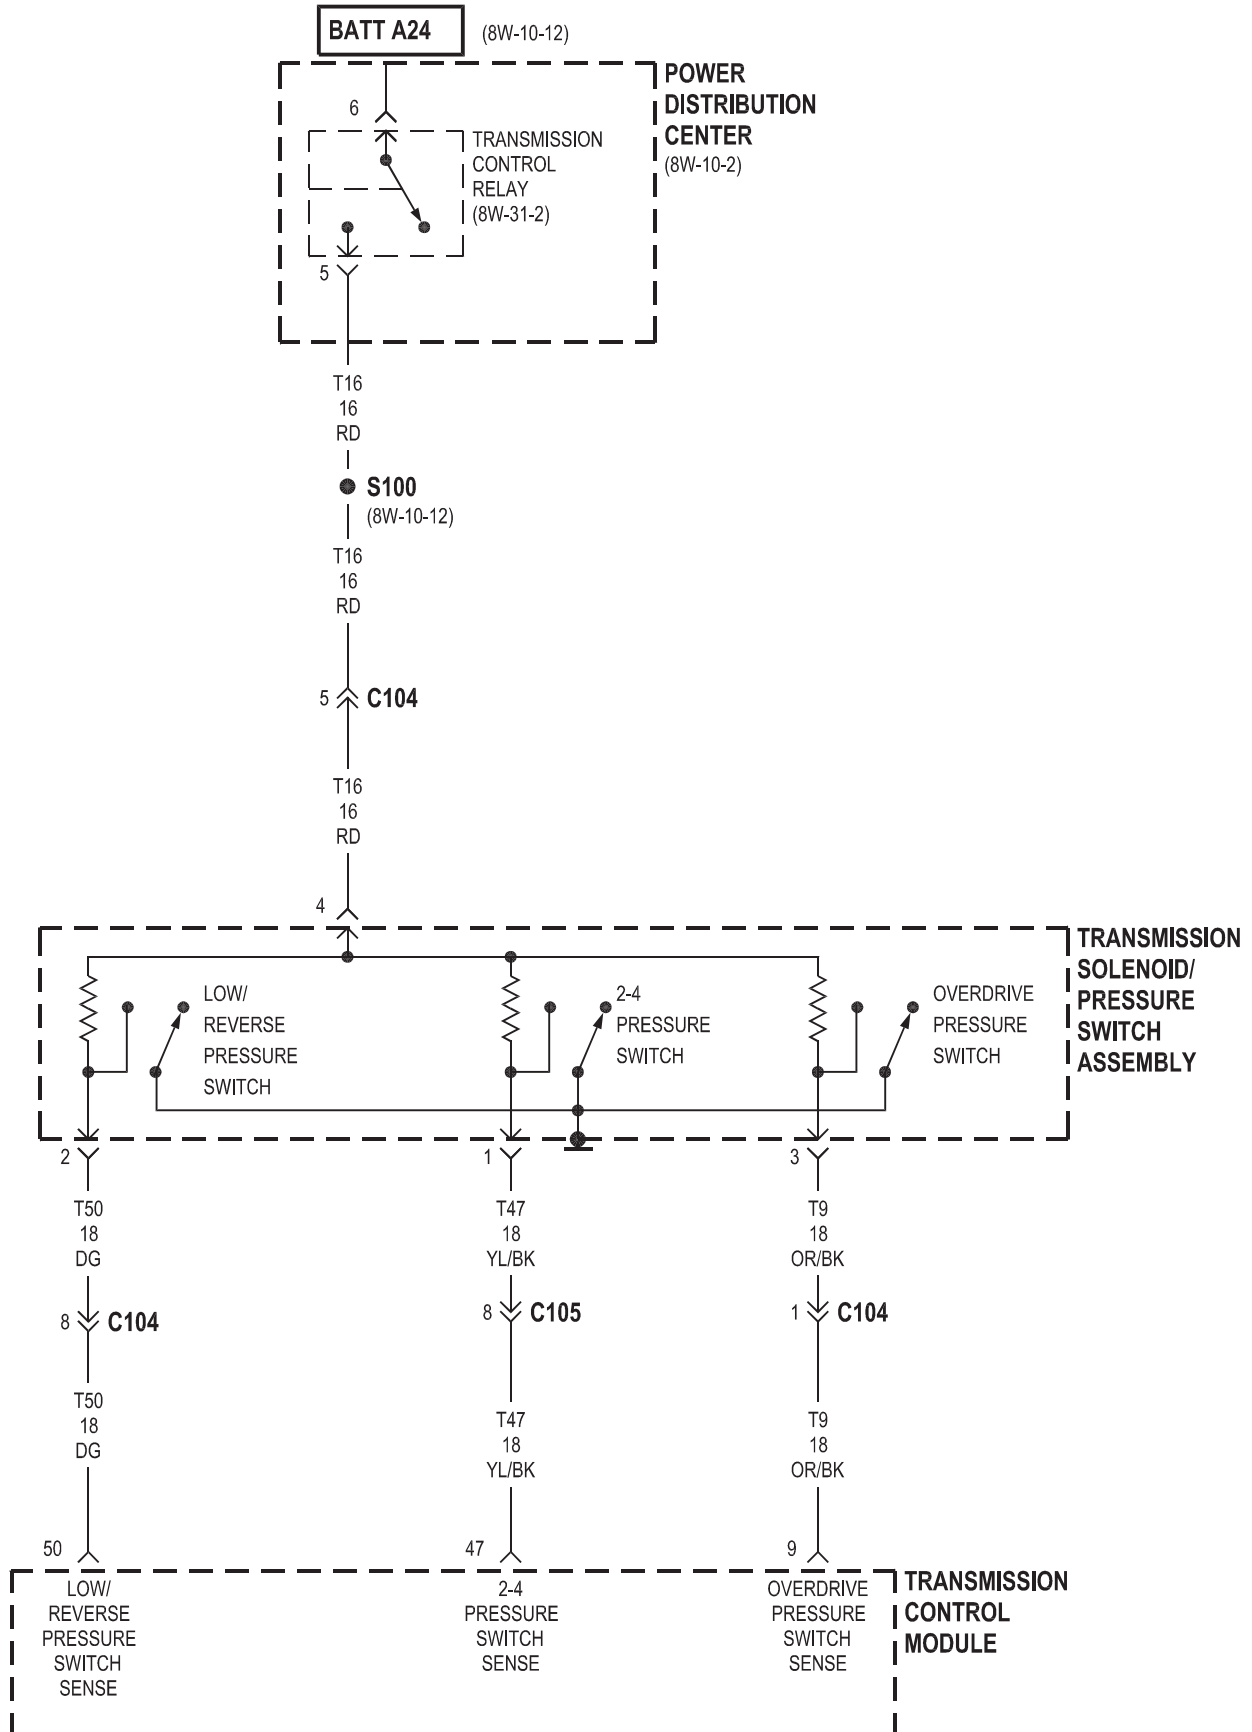 BATT A24
(8W-10-12)
POWER
DISTRIBUTION
CENTER
(8W-10-2)
6
TRANSMISSION
CONTROL
RELAY
(8W-31-2)
5
T16
16
RD
S100
(8W-10-12)
T16
16
RD
5
C104
T16
16
RD
4
TRANSMISSION
SOLENOID/
PRESSURE
SWITCH
ASSEMBLY
LOW/
REVERSE
PRESSURE
SWITCH
2-4
PRESSURE
SWITCH
OVERDRIVE
PRESSURE
SWITCH
2
1
3
T50
18
DG
T47
18
YL/BK
T9
18
OR/BK
8
C104
8
C105
1
C104
T50
18
DG
T47
18
YL/BK
T9
18
OR/BK
50
47
9
LOW/
REVERSE
PRESSURE
SWITCH
SENSE
2-4
PRESSURE
SWITCH
SENSE
OVERDRIVE
PRESSURE
SWITCH
SENSE
TRANSMISSION
CONTROL
MODULE